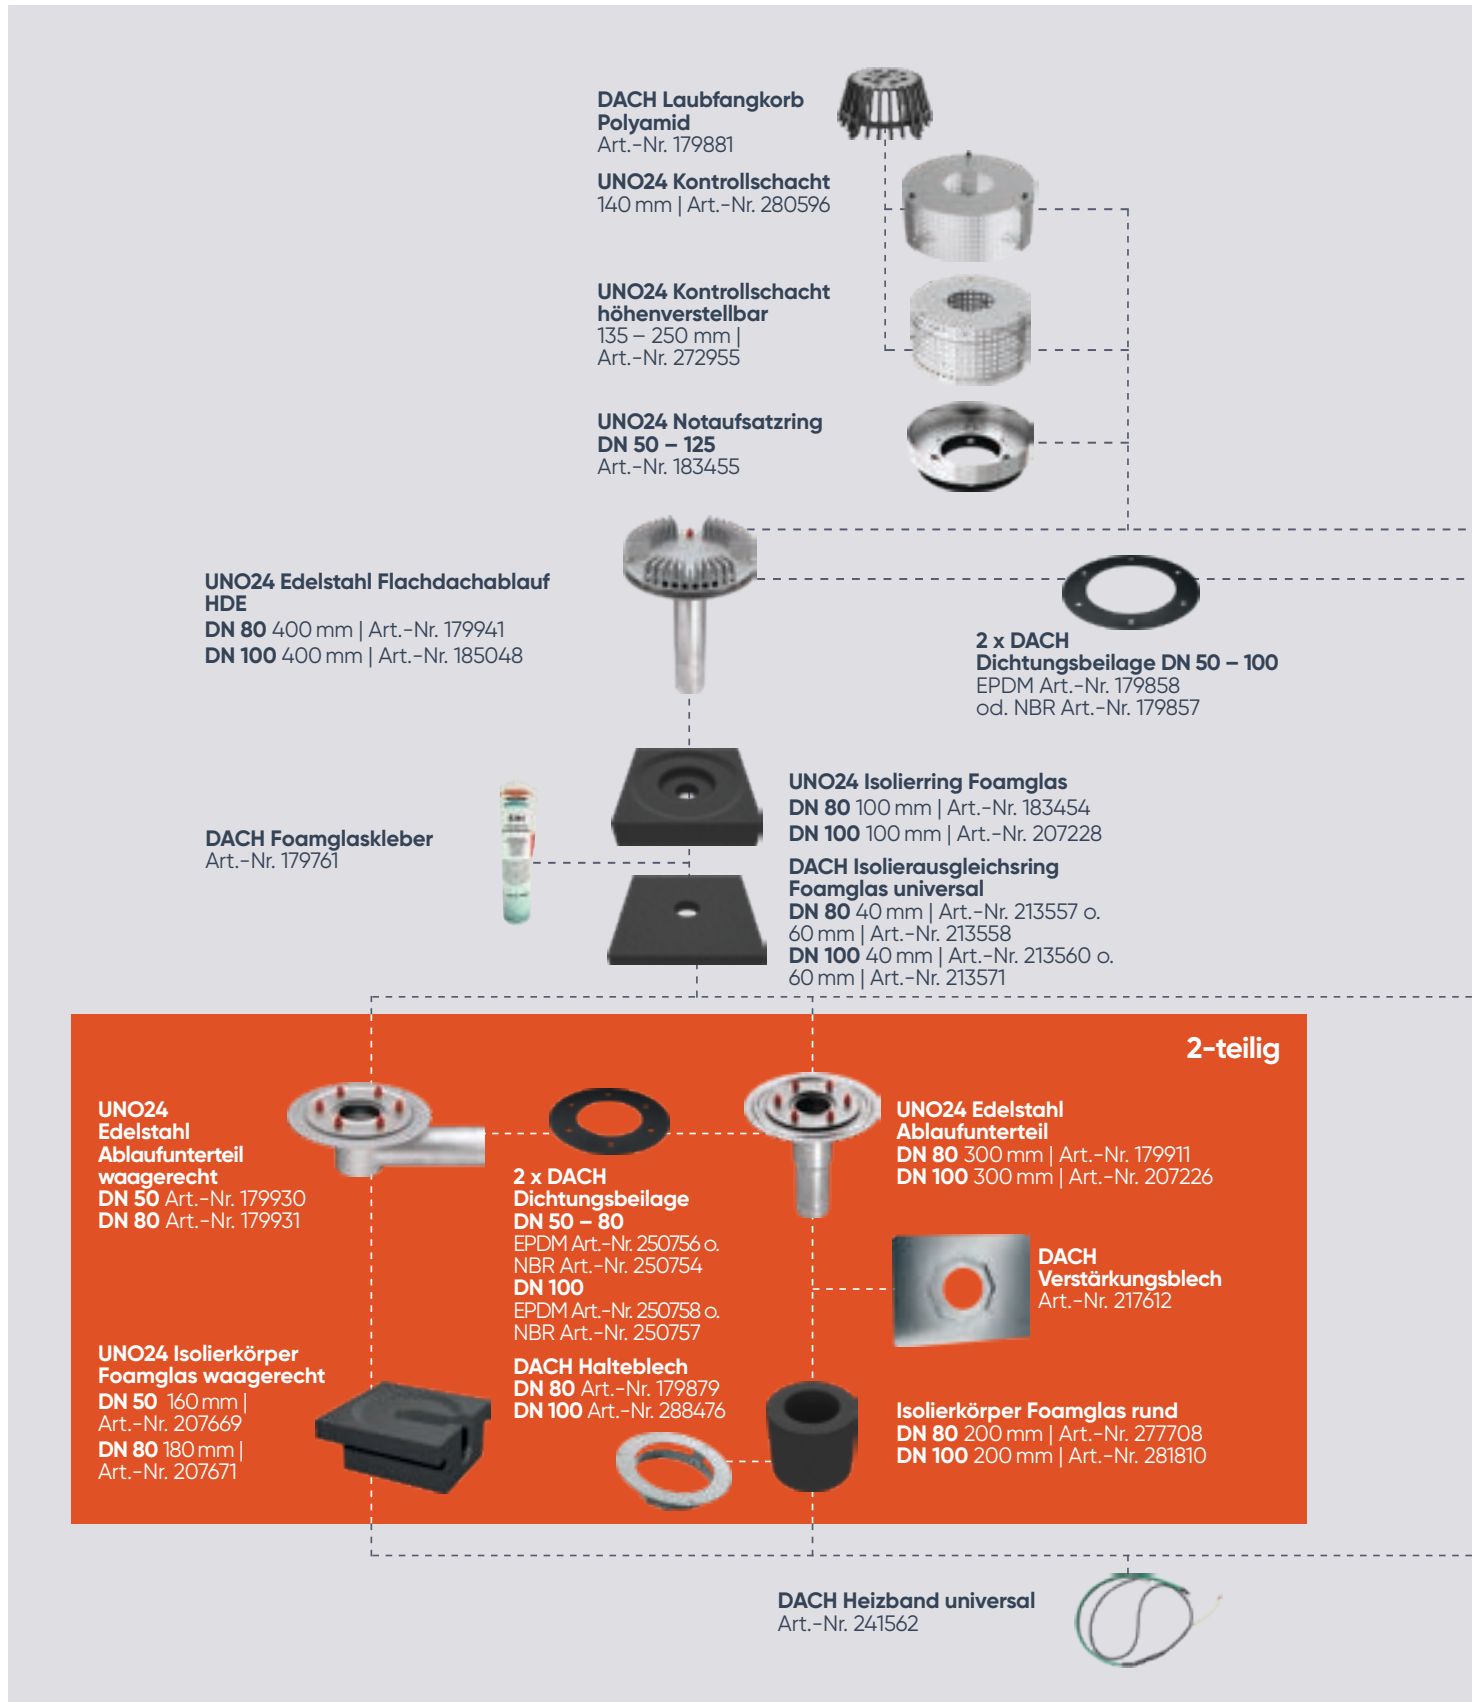 DACH Laubfangkorb
Polyamid
Art.-Nr. 179881
UNO24 Kontrollschacht
140 mm | Art.-Nr. 280596
UNO24 Kontrollschacht
höhenverstellbar
135 – 250 mm |
Art.-Nr. 272955
UNO24 Notaufsatzring
DN 50 – 125
Art.-Nr. 183455
UNO24 Edelstahl Flachdachablauf
HDE
DN 80 400 mm | Art.-Nr. 179941
DN 100 400 mm | Art.-Nr. 185048
2 x DACH
Dichtungsbeilage DN 50 – 100
EPDM Art.-Nr. 179858
od. NBR Art.-Nr. 179857
UNO24 Isolierring Foamglas
DN 80 100 mm | Art.-Nr. 183454
DN 100 100 mm | Art.-Nr. 207228
DACH Foamglaskleber
Art.-Nr. 179761
DACH Isolierausgleichsring
Foamglas universal
DN 80 40 mm | Art.-Nr. 213557 o.
60 mm | Art.-Nr. 213558
DN 100 40 mm | Art.-Nr. 213560 o.
60 mm | Art.-Nr. 213571
2-teilig
UNO24
Edelstahl
Ablaufunterteil
waagerecht
DN 50 Art.-Nr. 179930
DN 80 Art.-Nr. 179931
2 x DACH
Dichtungsbeilage
DN 50 – 80
EPDM Art.-Nr. 250756 o.
NBR Art.-Nr. 250754
DN 100
EPDM Art.-Nr. 250758 o.
NBR Art.-Nr. 250757
UNO24 Edelstahl
Ablaufunterteil
DN 80 300 mm | Art.-Nr. 179911
DN 100 300 mm | Art.-Nr. 207226
DACH
Verstärkungsblech
Art.-Nr. 217612
UNO24 Isolierkörper
Foamglas waagerecht
DN 50 160 mm |
Art.-Nr. 207669
DN 80 180 mm |
Art.-Nr. 207671
DACH Halteblech
DN 80 Art.-Nr. 179879
DN 100 Art.-Nr. 288476
Isolierkörper Foamglas rund
DN 80 200 mm | Art.-Nr. 277708
DN 100 200 mm | Art.-Nr. 281810
DACH Heizband universal
Art.-Nr. 241562